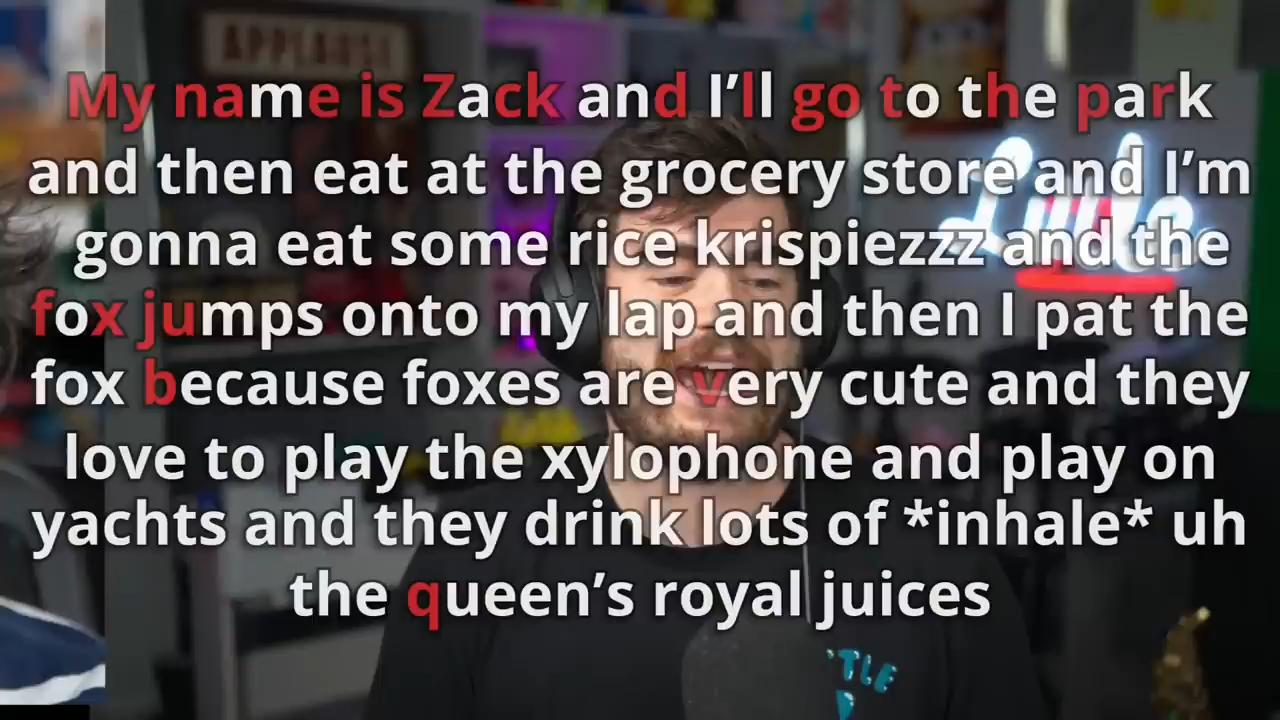 APPLAUSE
My name is Zack and I’ll go to the park
and then eat at the grocery store and I’m
gonna eat some rice krispiezzz and the
fox jumps onto my lap and then I pat the
fox because foxes are very cute and they
love to play the xylophone and play on
yachts and they drink lots of *inhale* uh
the queen’s royal juices